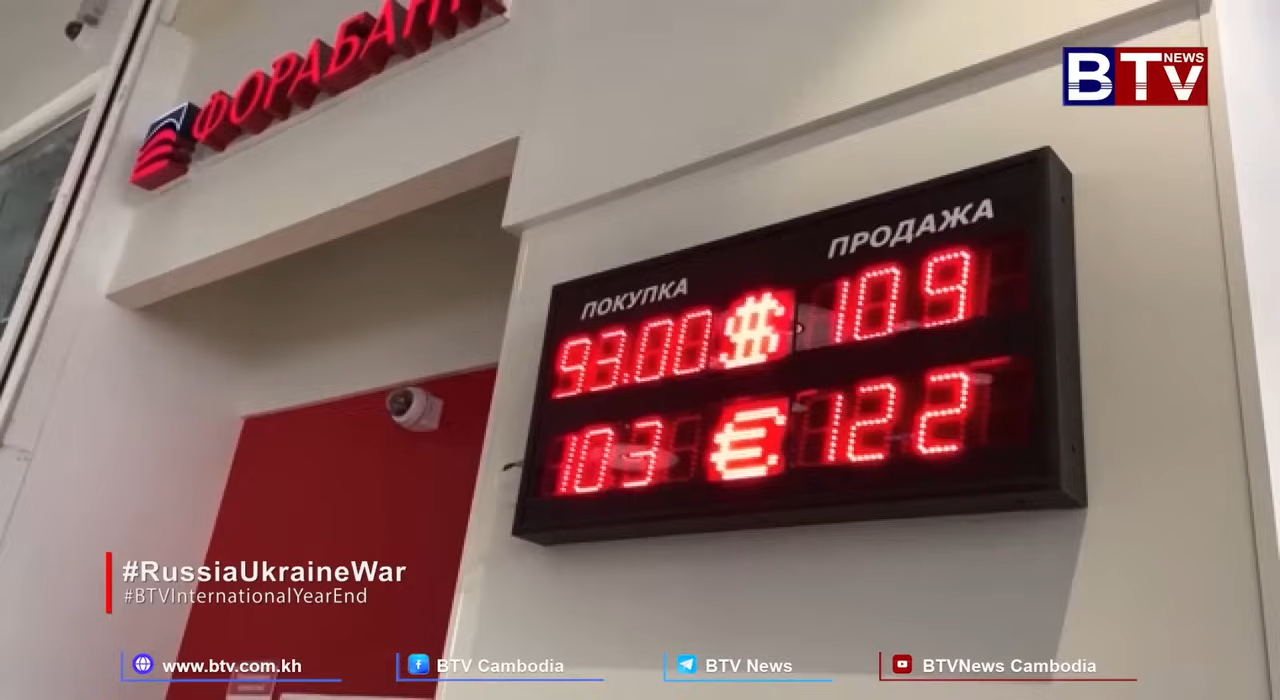 ФОРАБАНК
BTV NEWS
ПОКУПКА ПРОДАЖА
93.00 $ 109
103 € 122
#RussiaUkraineWar
#BTVInternationalYearEnd
www.btv.com.kh BTV Cambodia BTV News BTVNews Cambodia